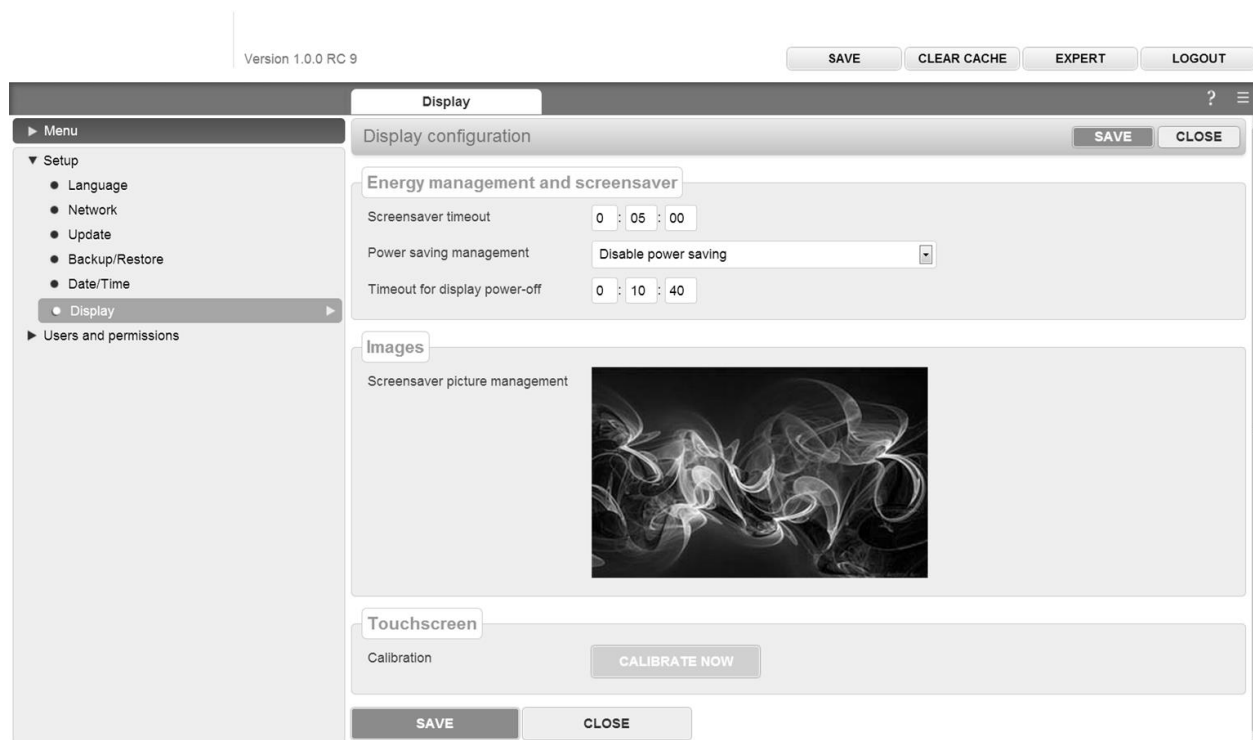 Version 1.0.0 RC 9
SAVE CLEAR CACHE EXPERT LOGOUT
Display ?
Menu
Setup
Language
Network
Update
Backup/Restore
Date/Time
Display
Users and permissions
Display configuration SAVE CLOSE
Energy management and screensaver
Screensaver timeout 0 : 05 : 00
Power saving management Disable power saving
Timeout for display power-off 0 : 10 : 40
Images
Screensaver picture management
Touchscreen
Calibration CALIBRATE NOW
SAVE CLOSE